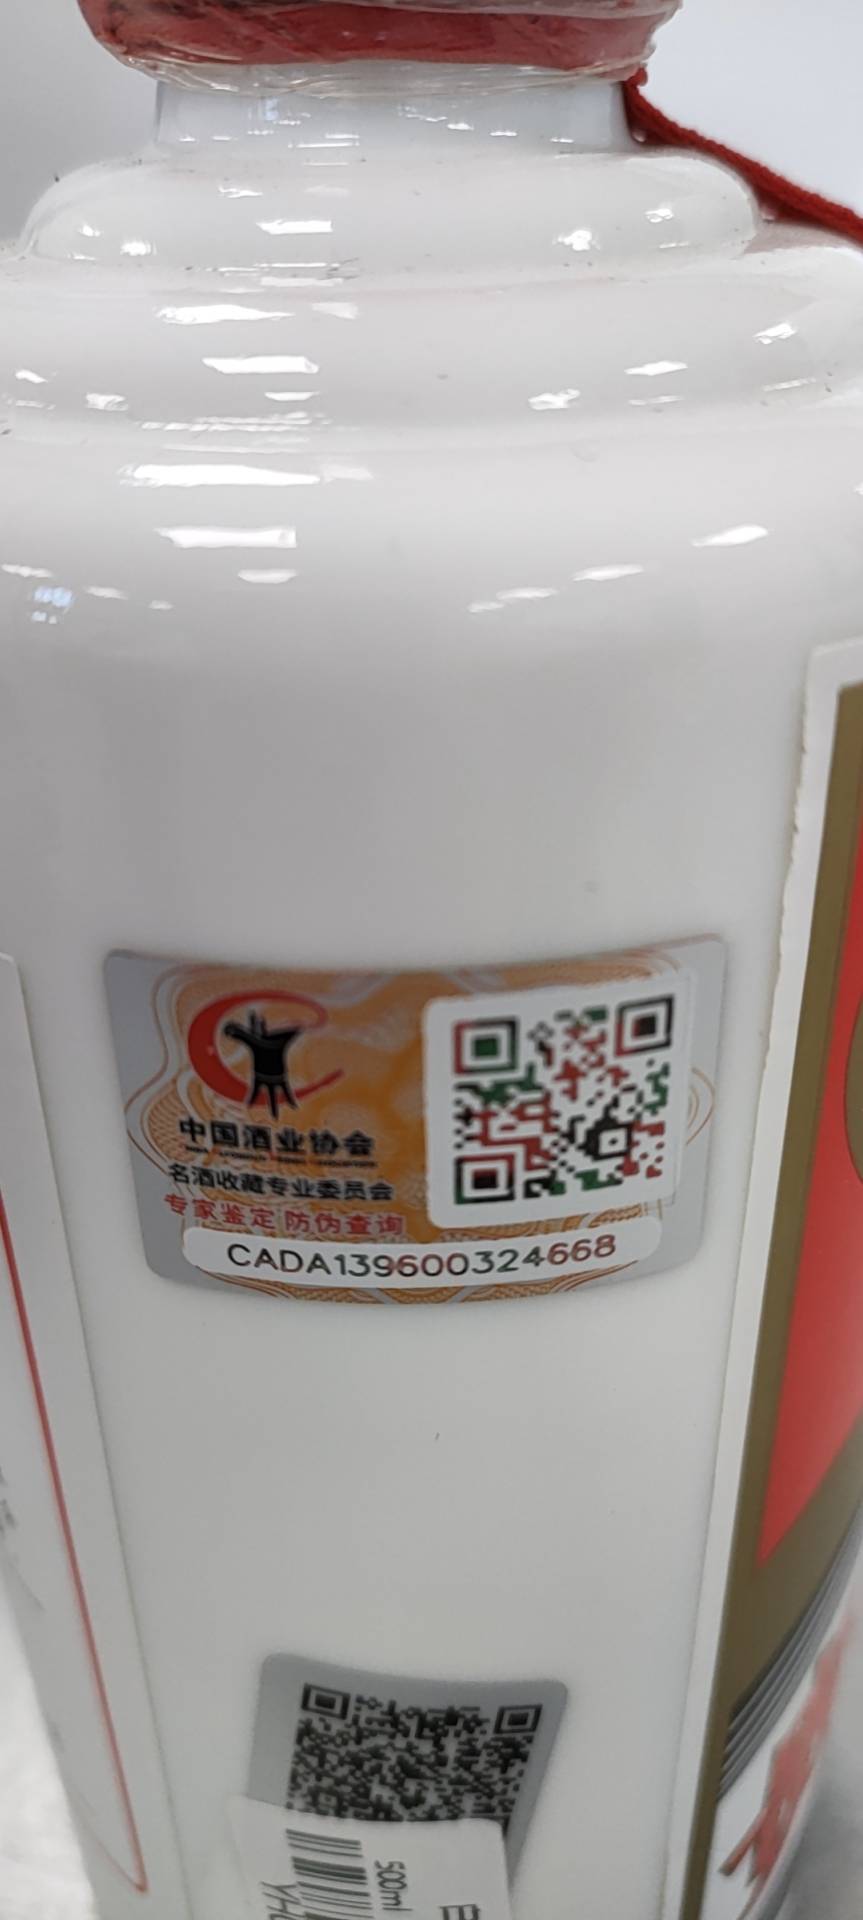 中国酒业协会
名酒收藏专业委员会
专家鉴定 防伪查询
CADA139600324668
500ml